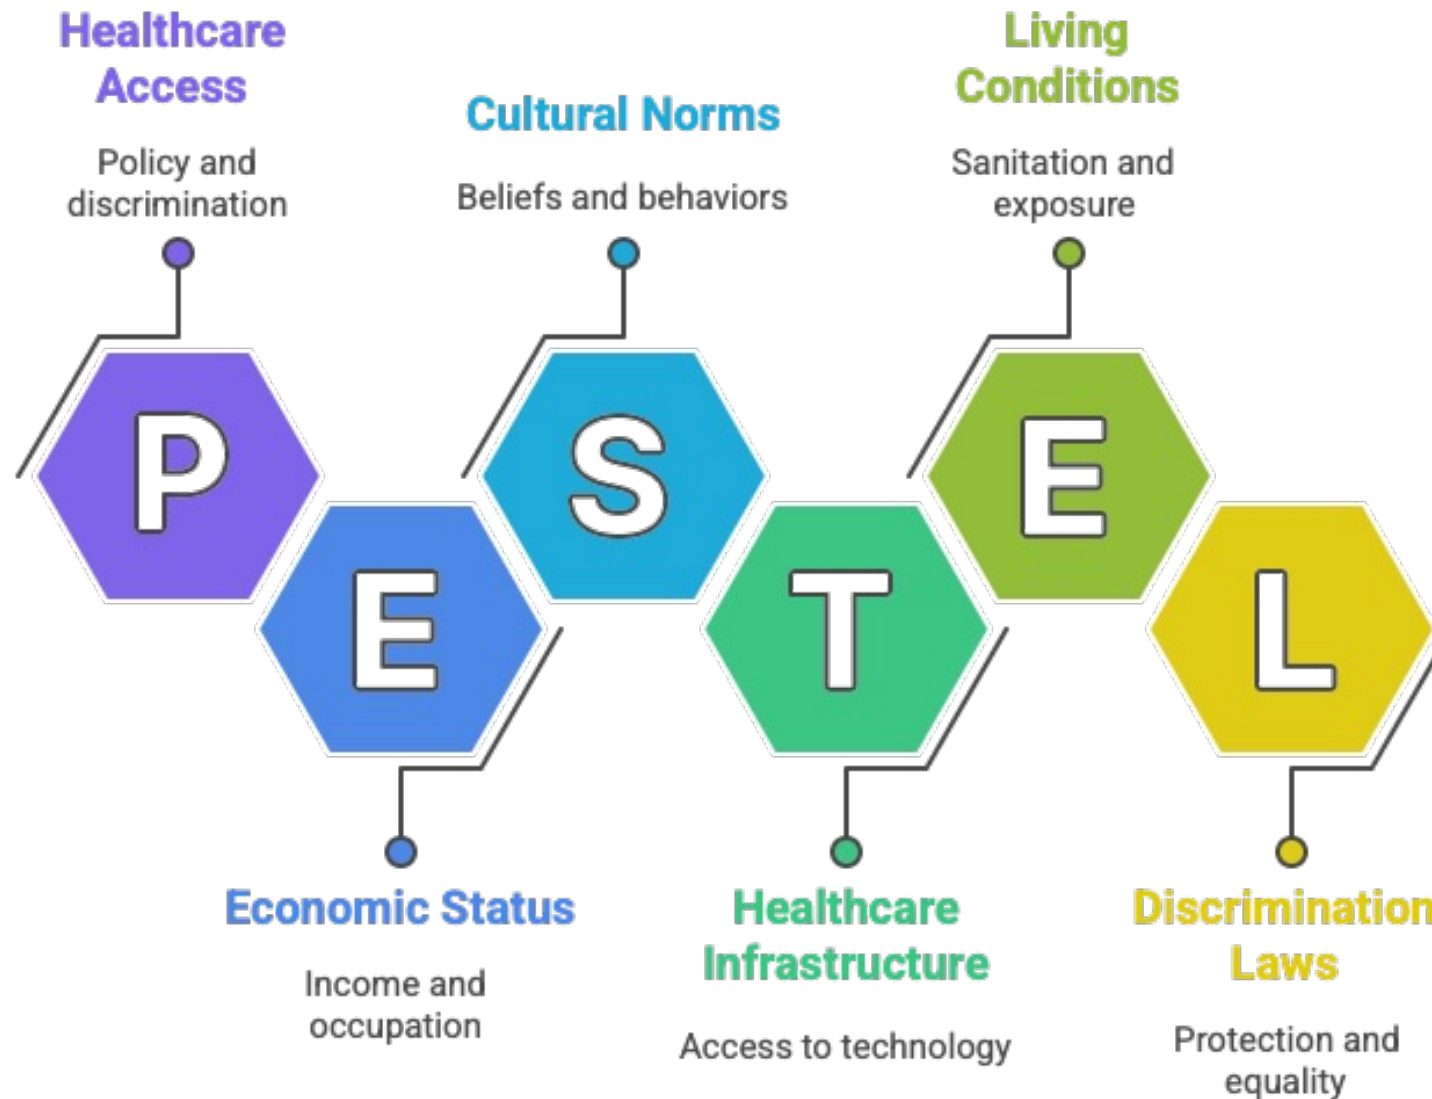 Healthcare
Access
Policy and
discrimination
Cultural Norms
Beliefs and behaviors
Living
Conditions
Sanitation and
exposure
P
E
S
T
E
L
Economic Status
Income and
occupation
Healthcare
Infrastructure
Access to technology
Discrimination
Laws
Protection and
equality